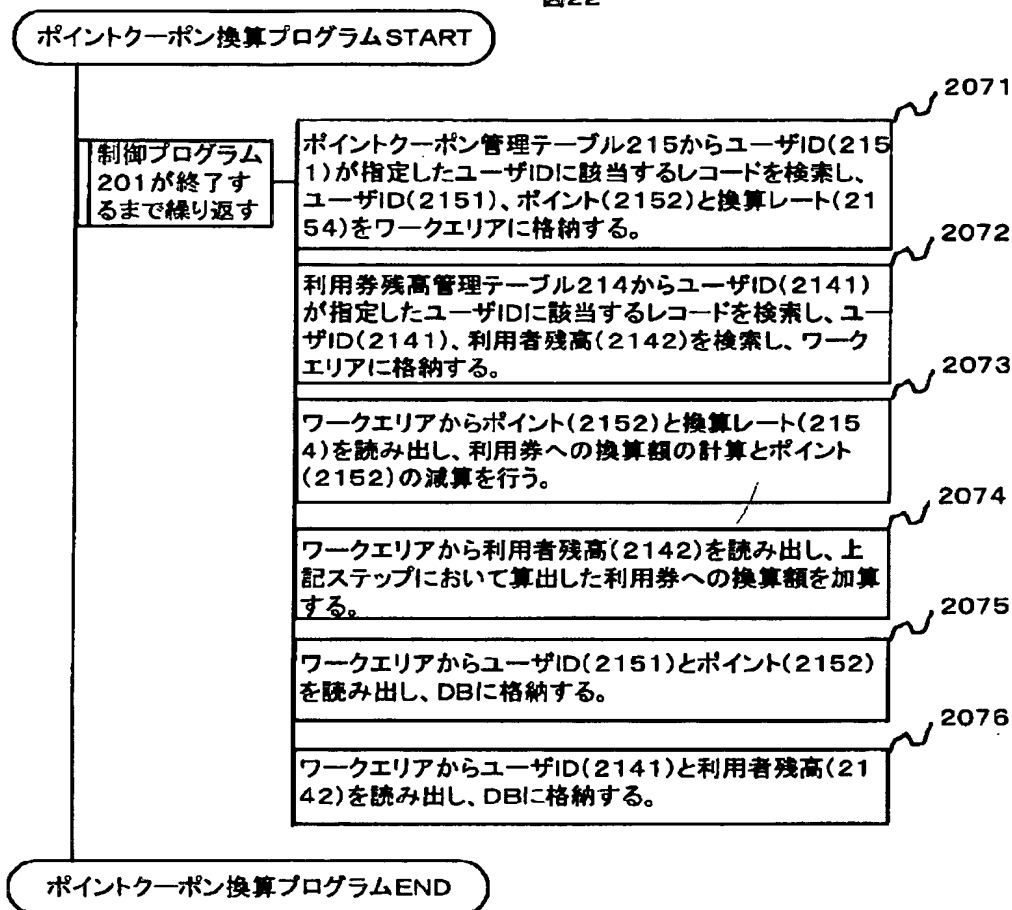 図22
ポイントクーポン換算プログラムSTART
2071
制御プログラム
201が終了す
るまで繰り返す
ポイントクーポン管理テーブル215からユーザID(215
1)が指定したユーザIDに該当するレコードを検索し、
ユーザID(2151)、ポイント(2152)と換算レート(21
54)をワークエリアに格納する。
2072
利用券残高管理テーブル214からユーザID(2141)
が指定したユーザIDに該当するレコードを検索し、ユー
ザID(2141)、利用者残高(2142)を検索し、ワーク
エリアに格納する。
2073
ワークエリアからポイント(2152)と換算レート(215
4)を読み出し、利用券への換算額の計算とポイント
(2152)の減算を行う。
2074
ワークエリアから利用者残高(2142)を読み出し、上
記ステップにおいて算出した利用券への換算額を加算
する。
2075
ワークエリアからユーザID(2151)とポイント(2152)
を読み出し、DBに格納する。
2076
ワークエリアからユーザID(2141)と利用者残高(21
42)を読み出し、DBに格納する。
ポイントクーポン換算プログラムEND